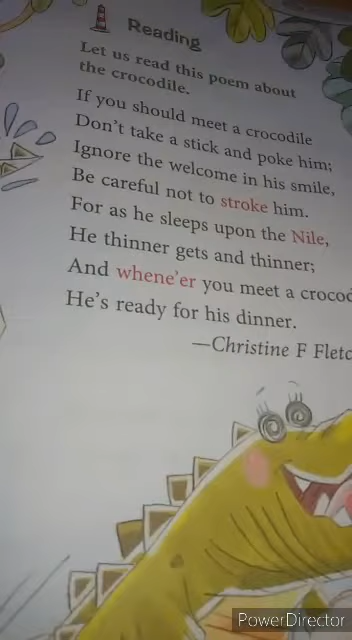 Reading
Let us read this poem about
the crocodile.
If you should meet a crocodile
Don't take a stick and poke him;
Ignore the welcome in his smile,
Be careful not to stroke him.
For as he sleeps upon the Nile,
He thinner gets and thinner;
And whene'er you meet a crocod
He's ready for his dinner.
—Christine F Fletc
PowerDirector